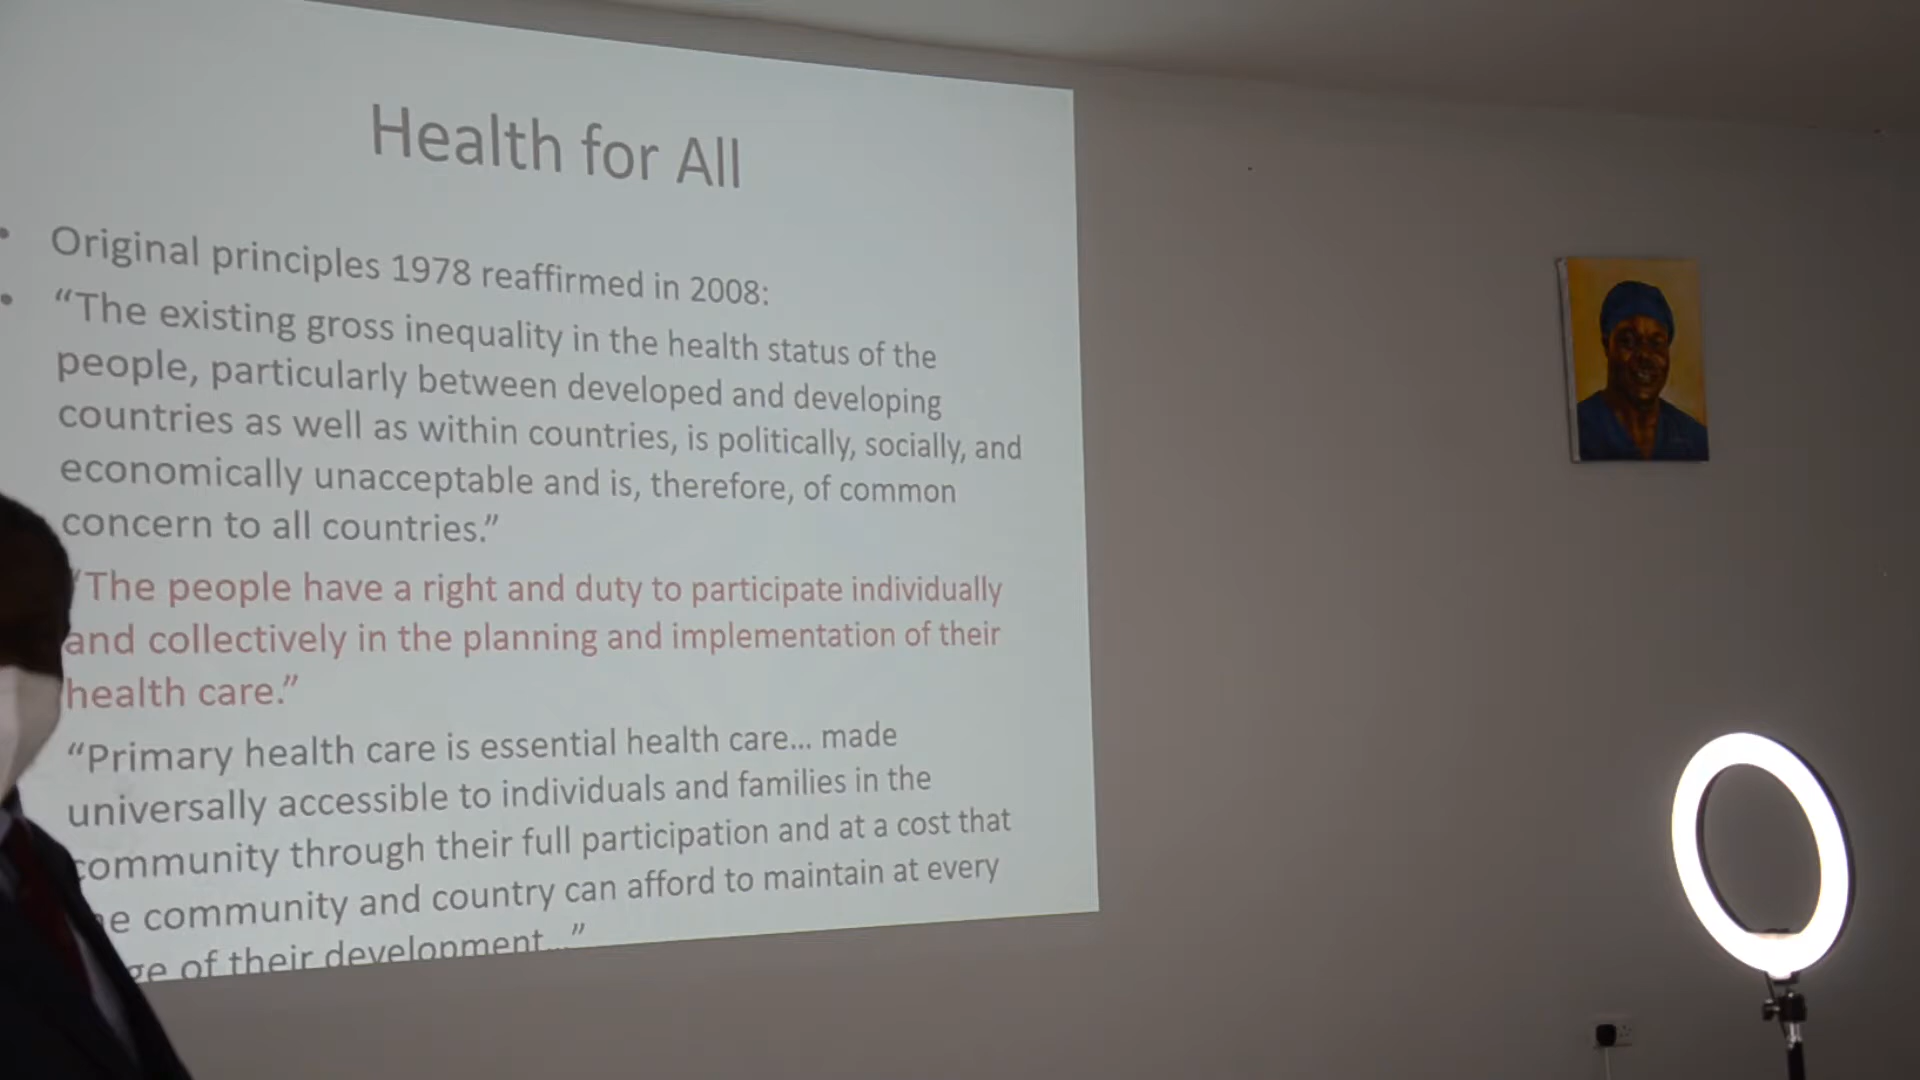 Health for All
• Original principles 1978 reaffirmed in 2008:
• “The existing gross inequality in the health status of the
people, particularly between developed and developing
countries as well as within countries, is politically, socially, and
economically unacceptable and is, therefore, of common
concern to all countries.”
“The people have a right and duty to participate individually
and collectively in the planning and implementation of their
health care.”
“Primary health care is essential health care... made
universally accessible to individuals and families in the
community through their full participation and at a cost that
community and country can afford to maintain at every
of their development...”